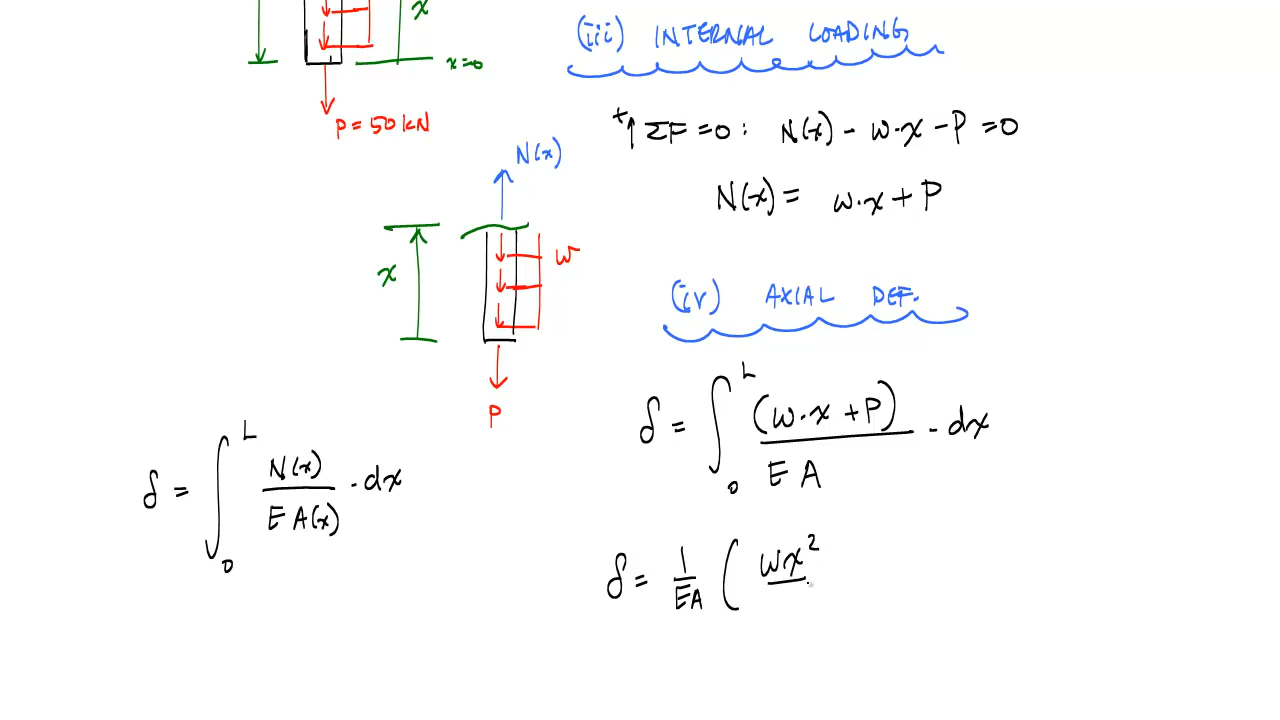 x
x=0
P = 50 kN
(iii) INTERNAL LOADING
+↑ ΣF = 0 : N(x) - w·x - P = 0
N(x) = w·x + P
N(x)
x
w
P
(iv) AXIAL DEF.
δ = ∫₀ᴸ (w·x + P) / EA · dx
δ = ∫₀ᴸ N(x) / E A(x) · dx
δ = 1/EA ( wx²